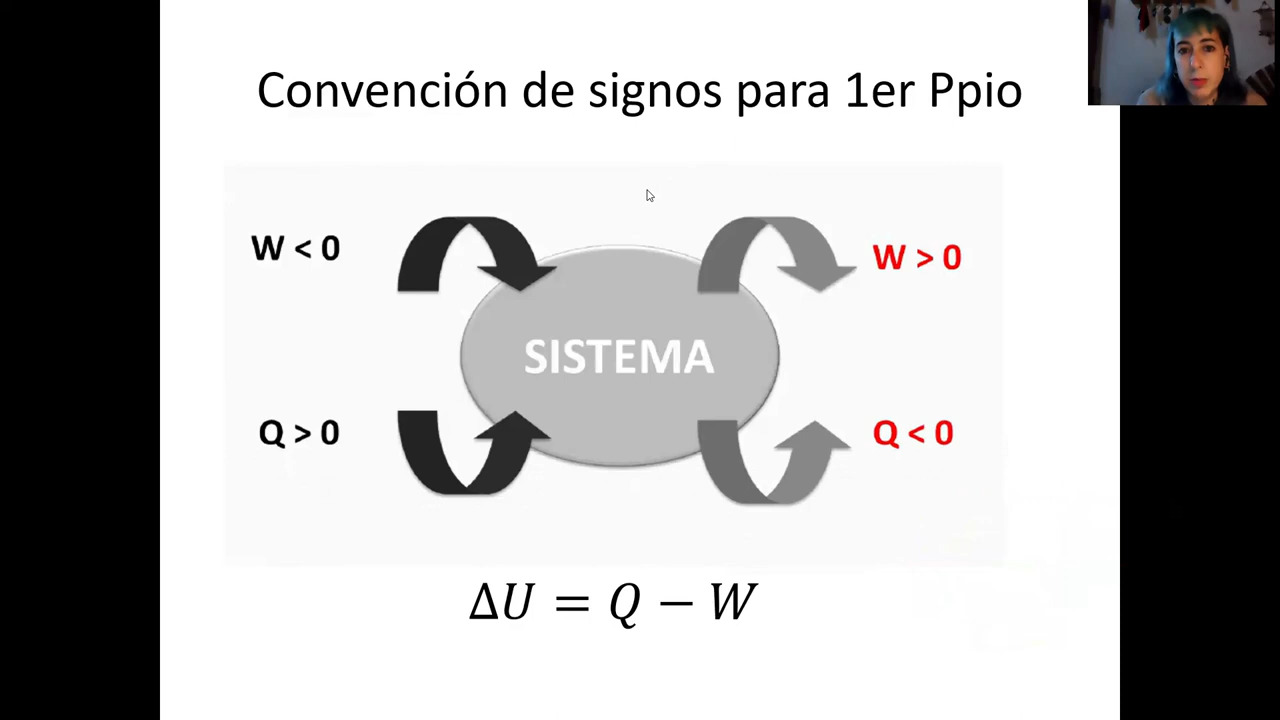 Convención de signos para 1er Ppio
W < 0
W > 0
SISTEMA
Q > 0
Q < 0
ΔU = Q − W